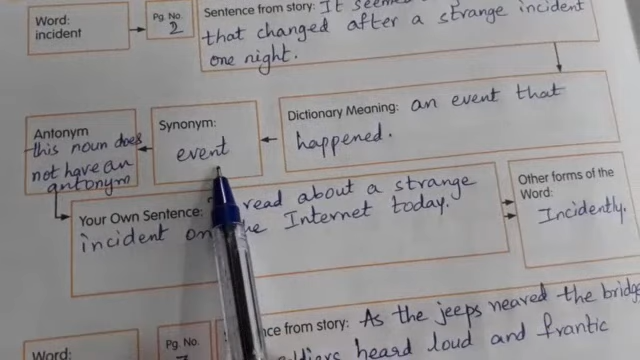 Word:
incident
Pg. No.
2
Sentence from story: It
that changed after a strange incident
one night.
Antonym
this noun does
not have an
antonym
Synonym:
event
Dictionary Meaning: an event that
happened.
Your Own Sentence: read about a strange
incident on the Internet today.
Other forms of the
Word:
Incidently.
Word:
Pg. No.
from story: As the jeeps neared the bridge
heard loud and frantic